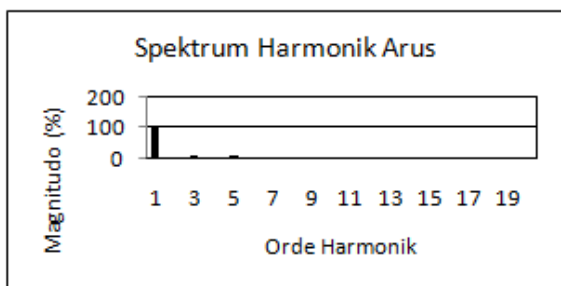 Spektrum Harmonik Arus
Magnitudo (%)
200
100
0
1 3 5 7 9 11 13 15 17 19
Orde Harmonik